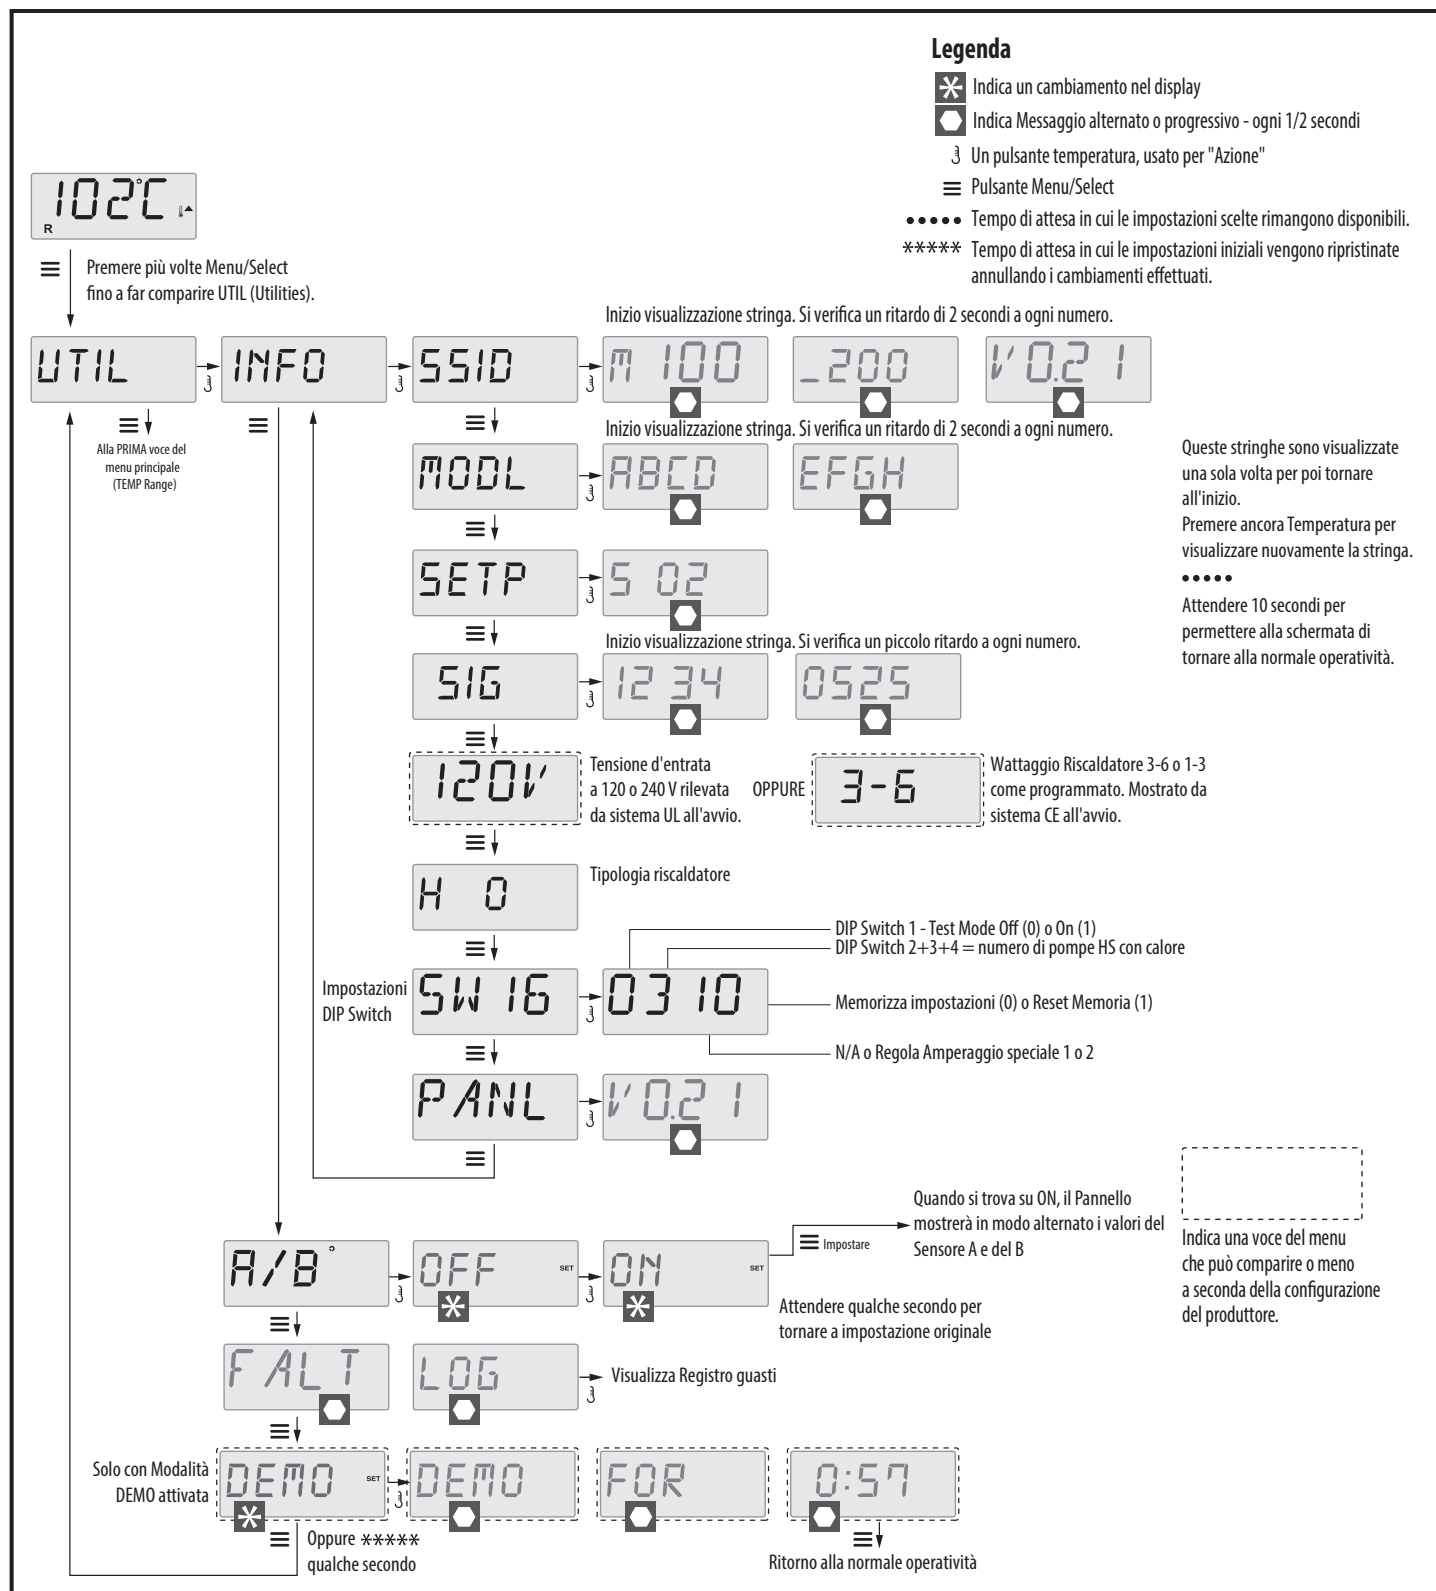 Legenda
Indica un cambiamento nel display
Indica Messaggio alternato o progressivo - ogni 1/2 secondi
Un pulsante temperatura, usato per "Azione"
Pulsante Menu/Select
••••• Tempo di attesa in cui le impostazioni scelte rimangono disponibili.
***** Tempo di attesa in cui le impostazioni iniziali vengono ripristinate
annullando i cambiamenti effettuati.
102°C
R
Premere più volte Menu/Select
fino a far comparire UTIL (Utilities).
Inizio visualizzazione stringa. Si verifica un ritardo di 2 secondi a ogni numero.
UTIL
INFO
SSID
M 100
_200
V 0.21
Alla PRIMA voce del
menu principale
(TEMP Range)
Inizio visualizzazione stringa. Si verifica un ritardo di 2 secondi a ogni numero.
MODL
ABCD
EFGH
Queste stringhe sono visualizzate
una sola volta per poi tornare
all'inizio.
Premere ancora Temperatura per
visualizzare nuovamente la stringa.
•••••
Attendere 10 secondi per
permettere alla schermata di
tornare alla normale operatività.
SETP
S 02
Inizio visualizzazione stringa. Si verifica un piccolo ritardo a ogni numero.
SIG
1234
0525
120V
Tensione d'entrata
a 120 o 240 V rilevata
da sistema UL all'avvio.
OPPURE
3-6
Wattaggio Riscaldatore 3-6 o 1-3
come programmato. Mostrato da
sistema CE all'avvio.
H 0
Tipologia riscaldatore
DIP Switch 1 - Test Mode Off (0) o On (1)
DIP Switch 2+3+4 = numero di pompe HS con calore
Impostazioni
DIP Switch
SW 16
0310
Memorizza impostazioni (0) o Reset Memoria (1)
N/A o Regola Amperaggio speciale 1 o 2
PANL
V 0.21
Quando si trova su ON, il Pannello
mostrerà in modo alternato i valori del
Sensore A e del B
Impostare
Indica una voce del menu
che può comparire o meno
a seconda della configurazione
del produttore.
A/B°
OFF
SET
ON
SET
Attendere qualche secondo per
tornare a impostazione originale
FALT
LOG
Visualizza Registro guasti
Solo con Modalità
DEMO attivata
DEMO
SET
DEMO
FOR
0:57
Oppure *****
qualche secondo
Ritorno alla normale operatività